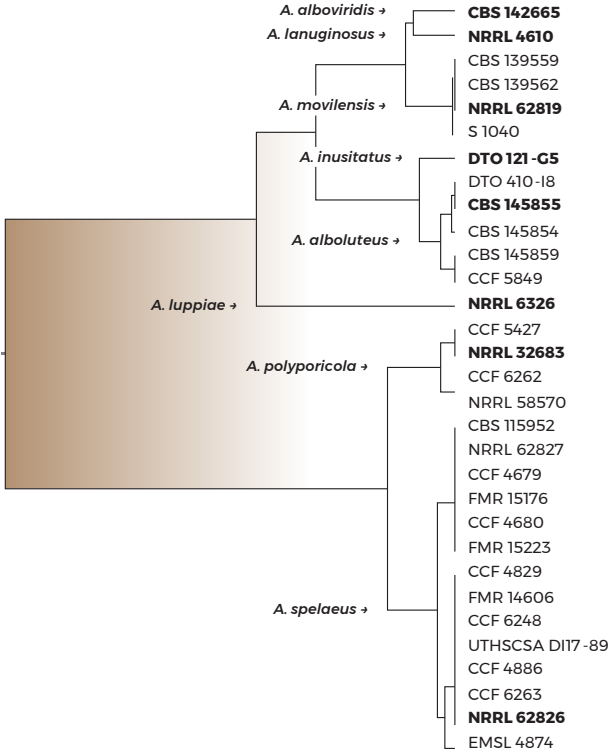 A. alboviridis → CBS 142665
A. lanuginosus → NRRL 4610
CBS 139559
CBS 139562
A. movilensis → NRRL 62819
S 1040
A. inusitatus → DTO 121-G5
DTO 410-I8
CBS 145855
CBS 145854
A. alboluteus →
CBS 145859
CCF 5849
A. luppiae → NRRL 6326
CCF 5427
NRRL 32683
A. polyporicola →
CCF 6262
NRRL 58570
CBS 115952
NRRL 62827
CCF 4679
FMR 15176
CCF 4680
FMR 15223
CCF 4829
FMR 14606
A. spelaeus →
CCF 6248
UTHSCSA DI17-89
CCF 4886
CCF 6263
NRRL 62826
EMSL 4874